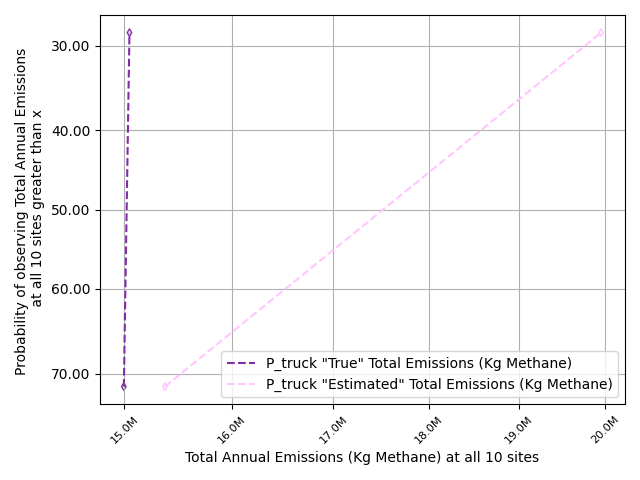 Probability of observing Total Annual Emissions
at all 10 sites greater than x
30.00
40.00
50.00
60.00
70.00
P_truck "True" Total Emissions (Kg Methane)
P_truck "Estimated" Total Emissions (Kg Methane)
15.0M
16.0M
17.0M
18.0M
19.0M
20.0M
Total Annual Emissions (Kg Methane) at all 10 sites